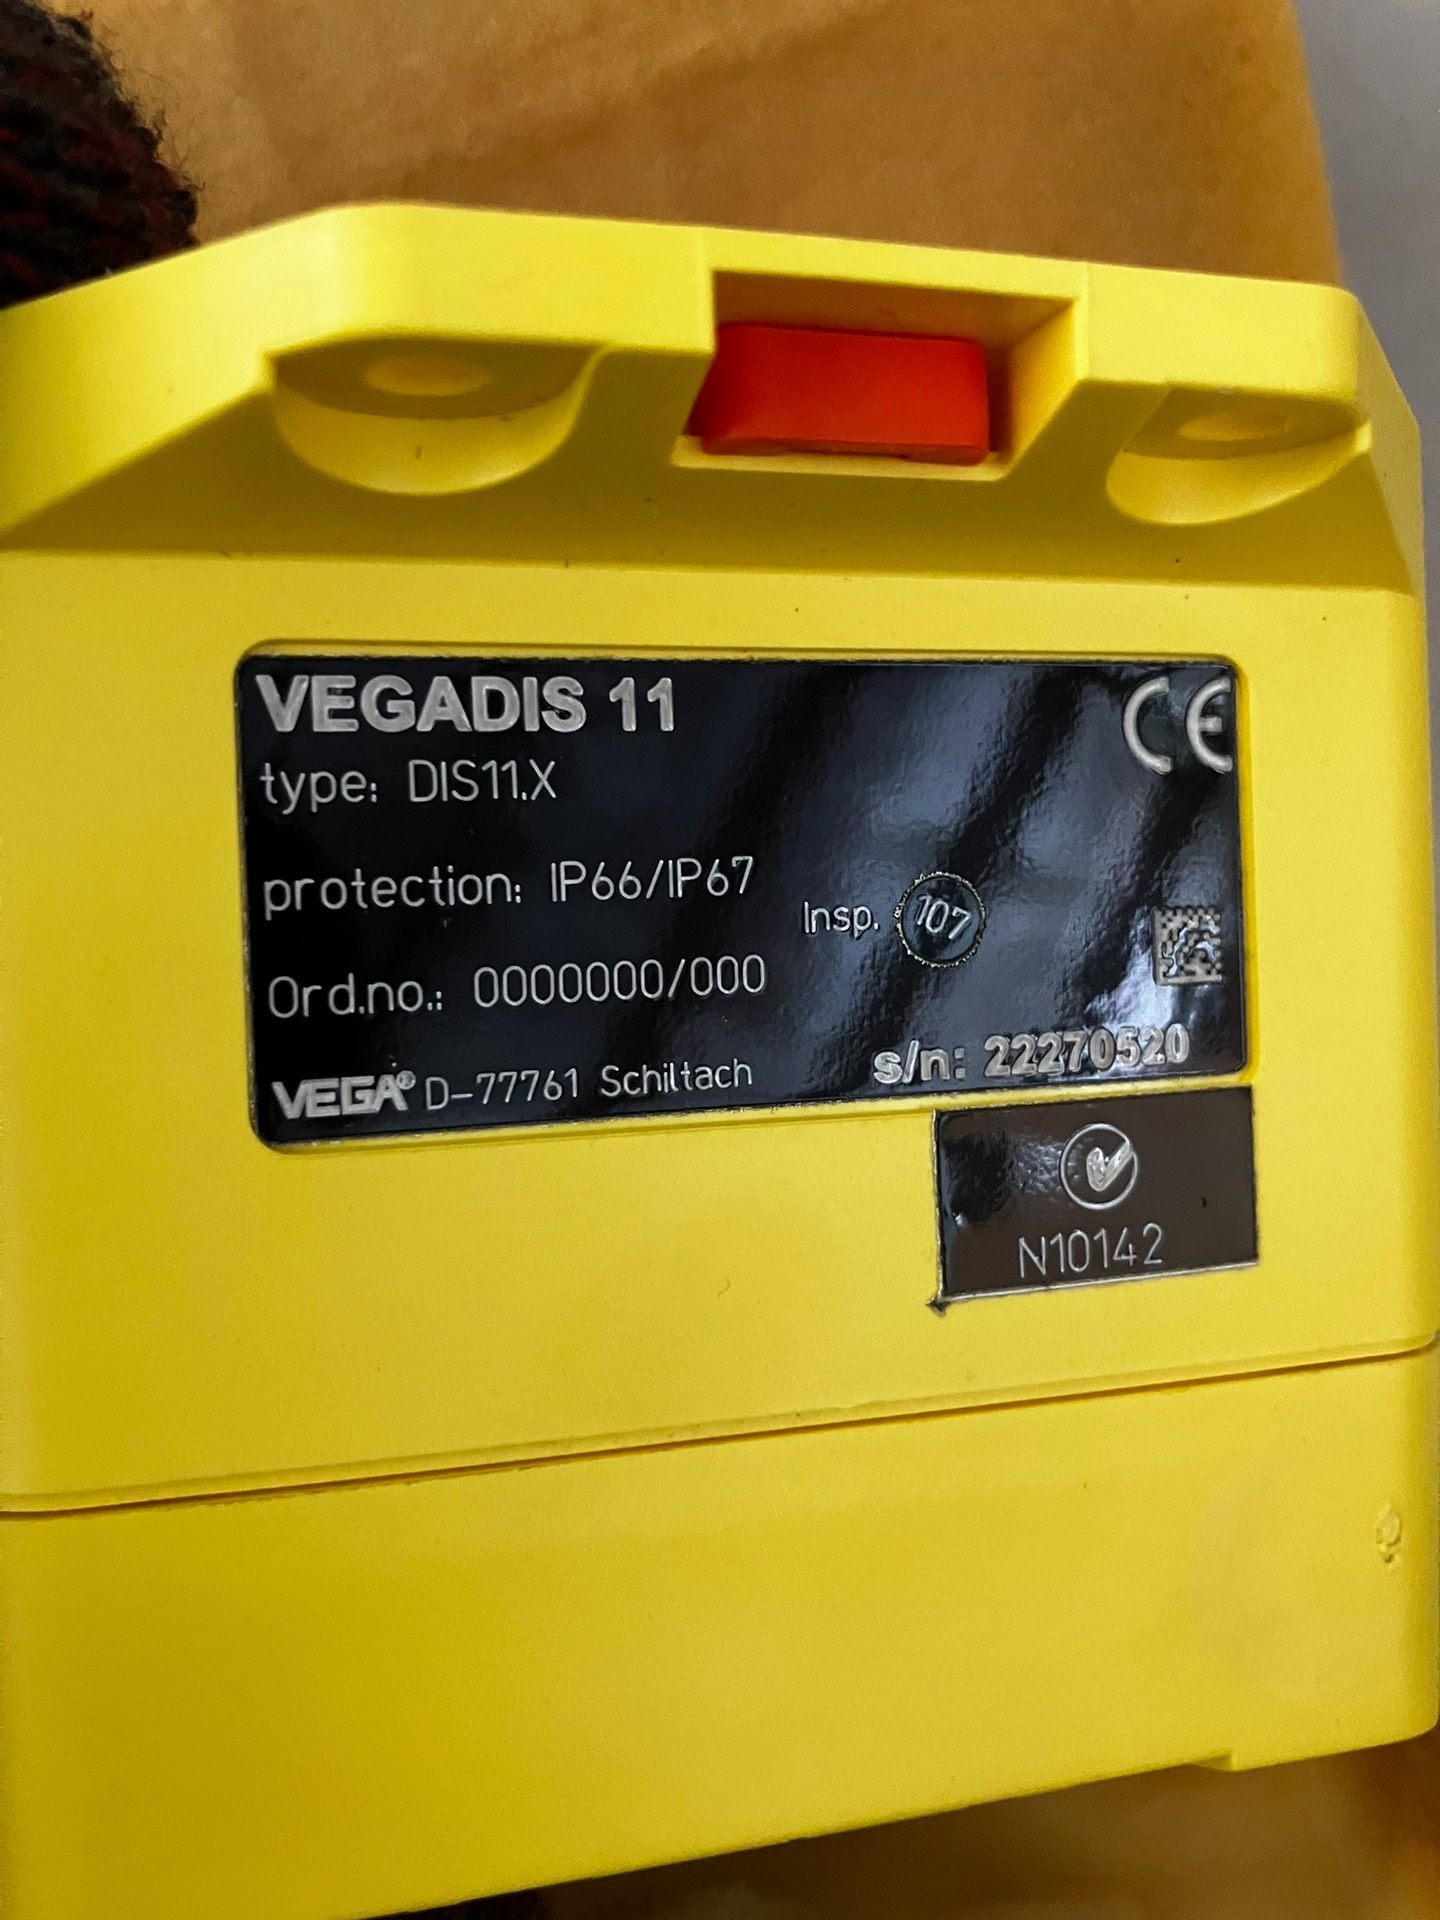 VEGADIS 11
CE
type: DIS11.X
protection: IP66/IP67
Insp. 107
Ord.no.: 0000000/000
s/n: 22270520
VEGA® D-77761 Schiltach
N10142